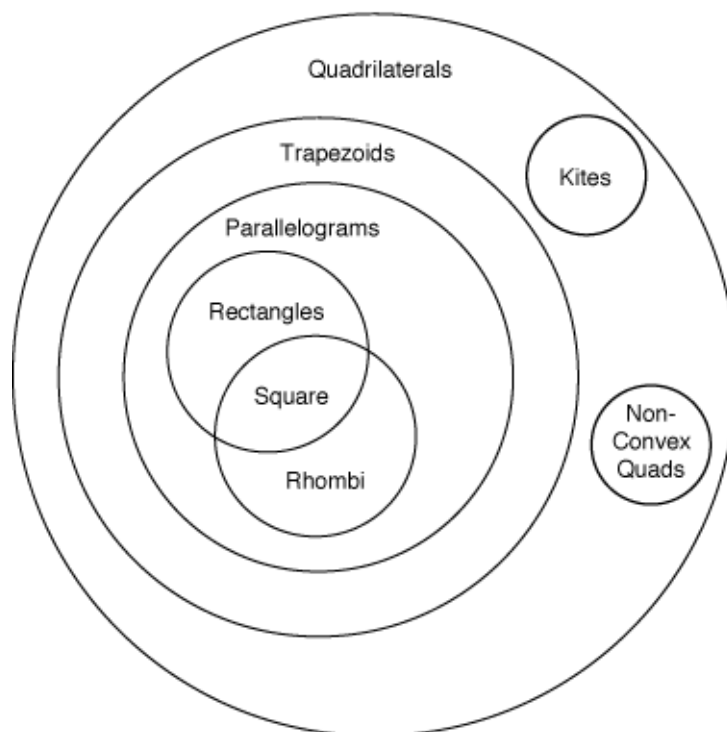 Quadrilaterals
Trapezoids
Kites
Parallelograms
Rectangles
Square
Non-
Convex
Quads
Rhombi